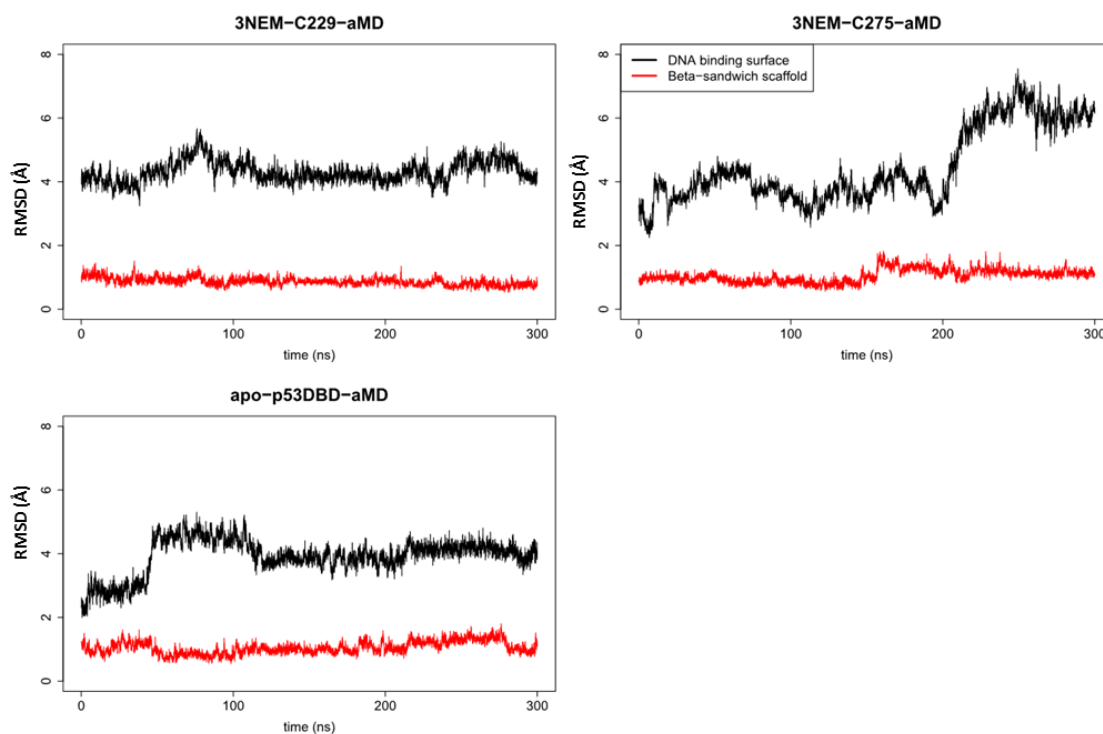 3NEM−C229−aMD
8
6
4
2
0
RMSD (Å)
0 100 200 300
time (ns)
3NEM−C275−aMD
DNA binding surface
Beta−sandwich scaffold
8
6
4
2
0
RMSD (Å)
0 100 200 300
time (ns)
apo−p53DBD−aMD
8
6
4
2
0
RMSD (Å)
0 100 200 300
time (ns)